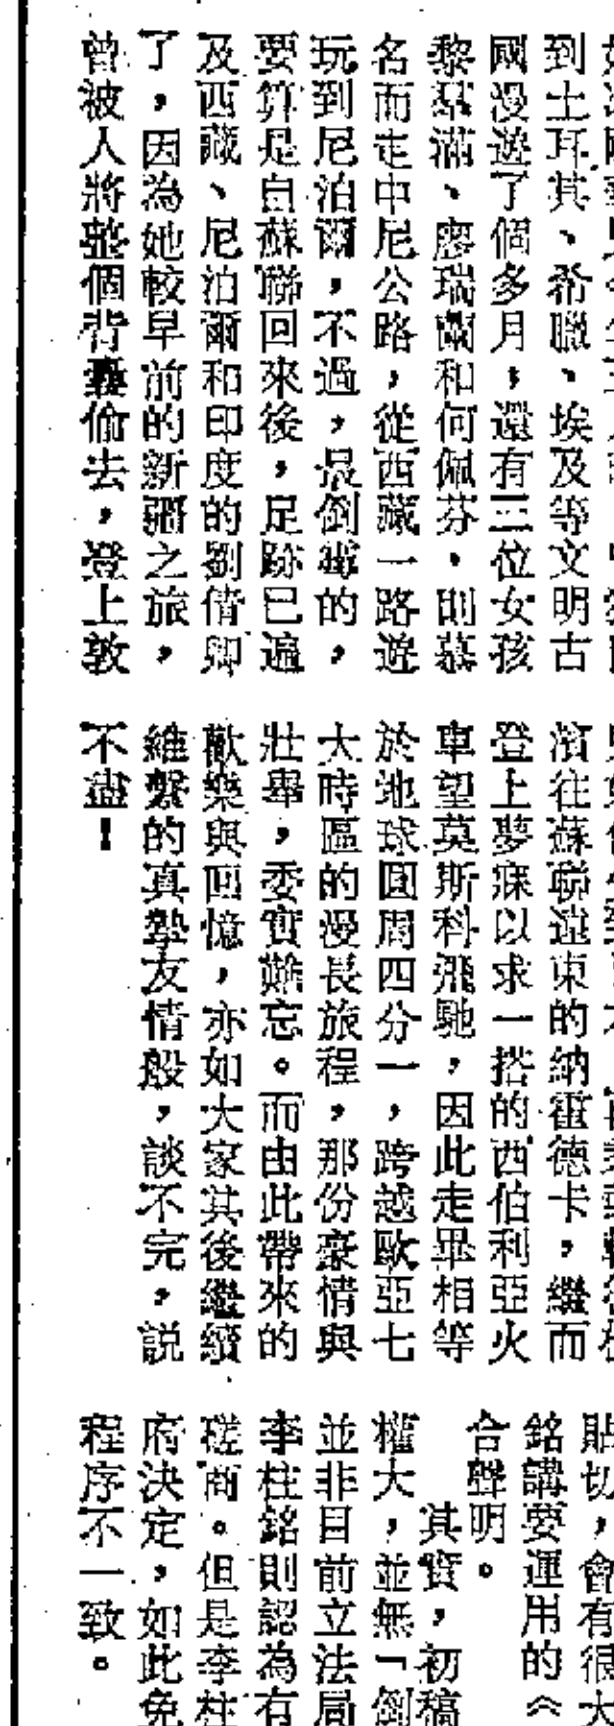 到土耳其、希臘、埃及等文明古
國漫遊了個多月，還有三位女孩
黎星滿、廖瑞蘭和何佩芬，則慕
名而走中尼公路，從西藏一路遊
玩到尼泊爾，不過，最倒霉的，
要算是自蘇聯回來後，足跡已遍
及西藏、尼泊爾和印度的劉倩卿
了，因為她較早前的新疆之旅，
曾被人將整個背囊偷去，登上敦
濱往蘇聯遠東的納霍德卡，繼而
登上夢寐以求一搭的西伯利亞火
車望莫斯科飛馳，因此走畢相等
於地球圓周四分一，跨越歐亞七
大時區的漫長旅程，那份豪情與
壯舉，委實難忘。而由此帶來的
歡樂與回憶，亦如大家其後繼續
維繫的真摯友情般，談不完，説
不盡！
貼切，會有很大
銘講要運用的《
合聲明。
其實，初稿
權大，並無「倒
並非目前立法局
李柱銘則認為有
磋商。但是李柱
府決定，如此免
程序不一致。